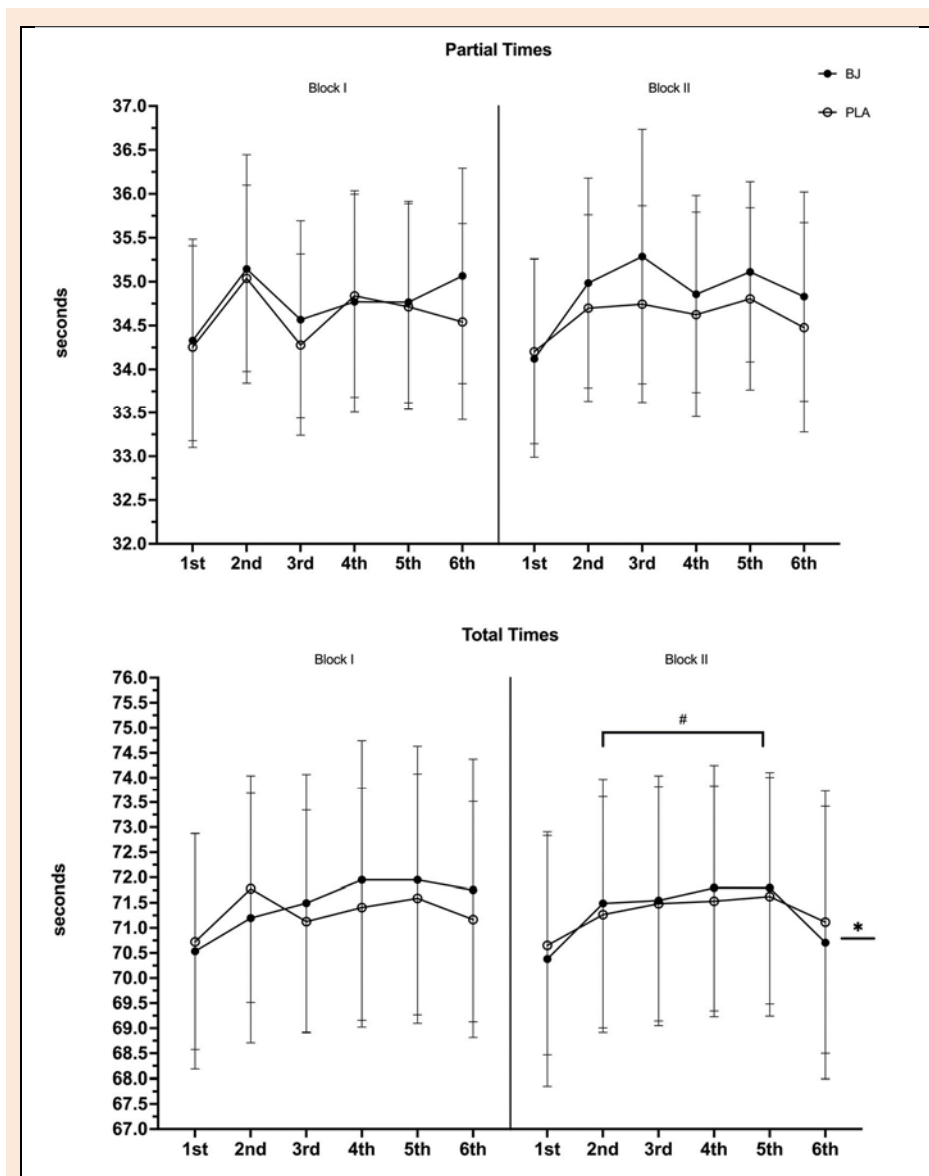 Partial Times
Block I
Block II
BJ
PLA
37.0
36.5
36.0
35.5
35.0
34.5
34.0
33.5
33.0
32.5
32.0
seconds
1st 2nd 3rd 4th 5th 6th
1st 2nd 3rd 4th 5th 6th
Total Times
Block I
Block II
76.0
75.5
75.0
74.5
74.0
73.5
73.0
72.5
72.0
71.5
71.0
70.5
70.0
69.5
69.0
68.5
68.0
67.5
67.0
seconds
#
*
1st 2nd 3rd 4th 5th 6th
1st 2nd 3rd 4th 5th 6th